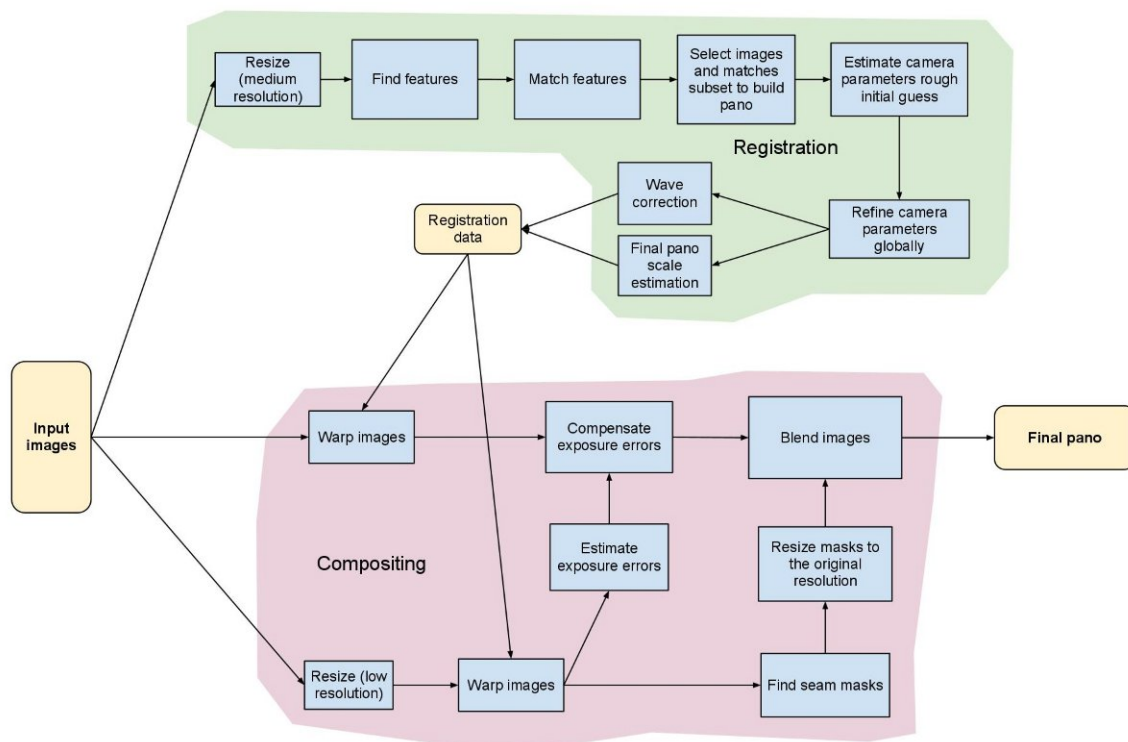 Resize
(medium
resolution)
Find features
Match features
Select images
and matches
subset to build
pano
Estimate camera
parameters rough
initial guess
Registration
Wave
correction
Registration
data
Refine camera
parameters
globally
Final pano
scale
estimation
Input
images
Warp images
Compensate
exposure errors
Blend images
Final pano
Estimate
exposure errors
Resize masks to
the original
resolution
Compositing
Resize (low
resolution)
Warp images
Find seam masks